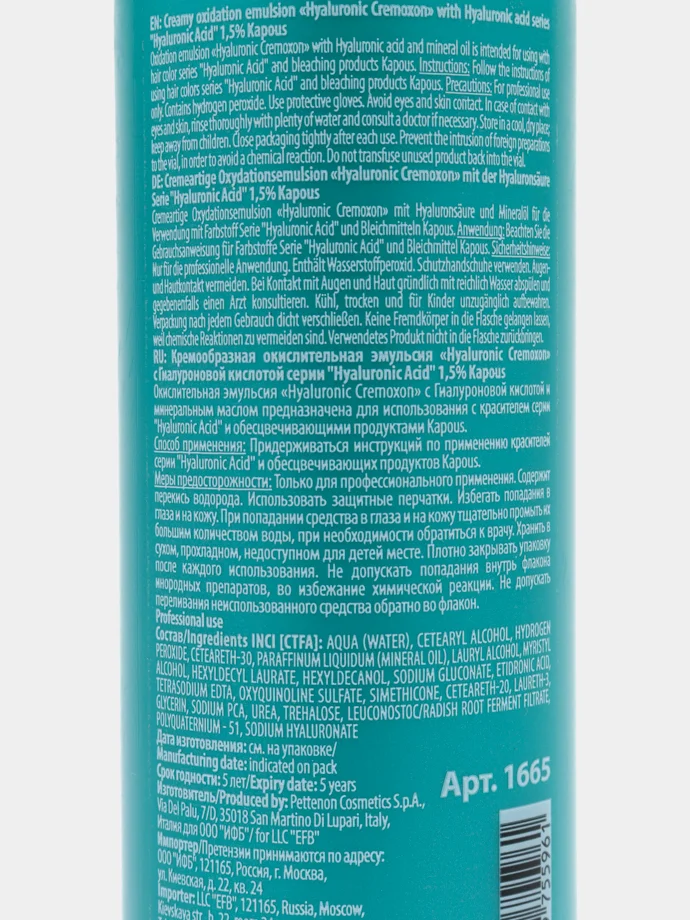 EN: Creamy oxidation emulsion «Hyaluronic Cremoxon» with Hyaluronic acid series
"Hyaluronic Acid" 1,5% Kapous
Oxidation emulsion «Hyaluronic Cremoxon» with Hyaluronic acid and mineral oil is intended for using with
hair color series "Hyaluronic Acid" and bleaching products Kapous. Instructions: Follow the instructions of
using hair colors series "Hyaluronic Acid" and bleaching products Kapous. Precautions: For professional use
only. Contains hydrogen peroxide. Use protective gloves. Avoid eyes and skin contact. In case of contact with
eyes and skin, rinse thoroughly with plenty of water and consult a doctor if necessary. Store in a cool, dry place;
keep away from children. Close packaging tightly after each use. Prevent the intrusion of foreign preparations
to the vial, in order to avoid a chemical reaction. Do not transfuse unused product back into the vial.
DE: Cremeartige Oxydationsemulsion «Hyaluronic Cremoxon» mit der Hyaluronsäure
Serie "Hyaluronic Acid" 1,5% Kapous
Cremeartige Oxydationsemulsion «Hyaluronic Cremoxon» mit Hyaluronsäure und Mineralöl für die
Verwendung mit Farbstoff Serie "Hyaluronic Acid" und Bleichmitteln Kapous. Anwendung: Beachten Sie die
Gebrauchsanweisung für Farbstoffe Serie "Hyaluronic Acid" und Bleichmittel Kapous. Sicherheitshinweise:
Nur für die professionelle Anwendung. Enthält Wasserstoffperoxid. Schutzhandschuhe verwenden. Augen-
und Hautkontakt vermeiden. Bei Kontakt mit Augen und Haut gründlich mit reichlich Wasser abspülen und
gegebenenfalls einen Arzt konsultieren. Kühl, trocken und für Kinder unzugänglich aufbewahren.
Verpackung nach jedem Gebrauch dicht verschließen. Keine Fremdkörper in die Flasche gelangen lassen,
weil chemische Reaktionen zu vermeiden sind. Verwendetes Produkt nicht in die Flasche zurückbringen.
RU: Кремообразная окислительная эмульсия «Hyaluronic Cremoxon»
с Гиалуроновой кислотой серии "Hyaluronic Acid" 1,5% Kapous
Окислительная эмульсия «Hyaluronic Cremoxon» с Гиалуроновой кислотой и
минеральным маслом предназначена для использования с красителем серии
"Hyaluronic Acid" и обесцвечивающими продуктами Kapous.
Способ применения: Придерживаться инструкций по применению красителей
серии "Hyaluronic Acid" и обесцвечивающих продуктов Kapous.
Меры предосторожности: Только для профессионального применения. Содержит
перекись водорода. Использовать защитные перчатки. Избегать попадания в
глаза и на кожу. При попадании средства в глаза и на кожу тщательно промыть их
большим количеством воды, при необходимости обратиться к врачу. Хранить в
сухом, прохладном, недоступном для детей месте. Плотно закрывать упаковку
после каждого использования. Не допускать попадания внутрь флакона
инородных препаратов, во избежание химической реакции. Не допускать
переливания неиспользованного средства обратно во флакон.
Professional use
Состав/Ingredients INCI [CTFA]: AQUA (WATER), CETEARYL ALCOHOL, HYDROGEN
PEROXIDE, CETEARETH-30, PARAFFINUM LIQUIDUM (MINERAL OIL), LAURYL ALCOHOL, MYRISTYL
ALCOHOL, HEXYLDECYL LAURATE, HEXYLDECANOL, SODIUM GLUCONATE, ETIDRONIC ACID,
TETRASODIUM EDTA, OXYQUINOLINE SULFATE, SIMETHICONE, CETEARETH-20, LAURETH-3,
GLYCERIN, SODIUM PCA, UREA, TREHALOSE, LEUCONOSTOC/RADISH ROOT FERMENT FILTRATE,
POLYQUATERNIUM - 51, SODIUM HYALURONATE
Дата изготовления: см. на упаковке/
Manufacturing date: indicated on pack
Срок годности: 5 лет/Expiry date: 5 years
Изготовитель/Produced by: Pettenon Cosmetics S.p.A.,
Via Del Palu, 7/D, 35018 San Martino Di Lupari, Italy,
Италия для ООО "ИФБ"/ for LLC "EFB"
Импортер/Претензии принимаются по адресу:
ООО "ИФБ", 121165, Россия, г. Москва,
ул. Киевская, д. 22, кв. 24
Importer: LLC "EFB", 121165, Russia, Moscow,
Kievskaya str., b. 22,
Арт. 1665
755961